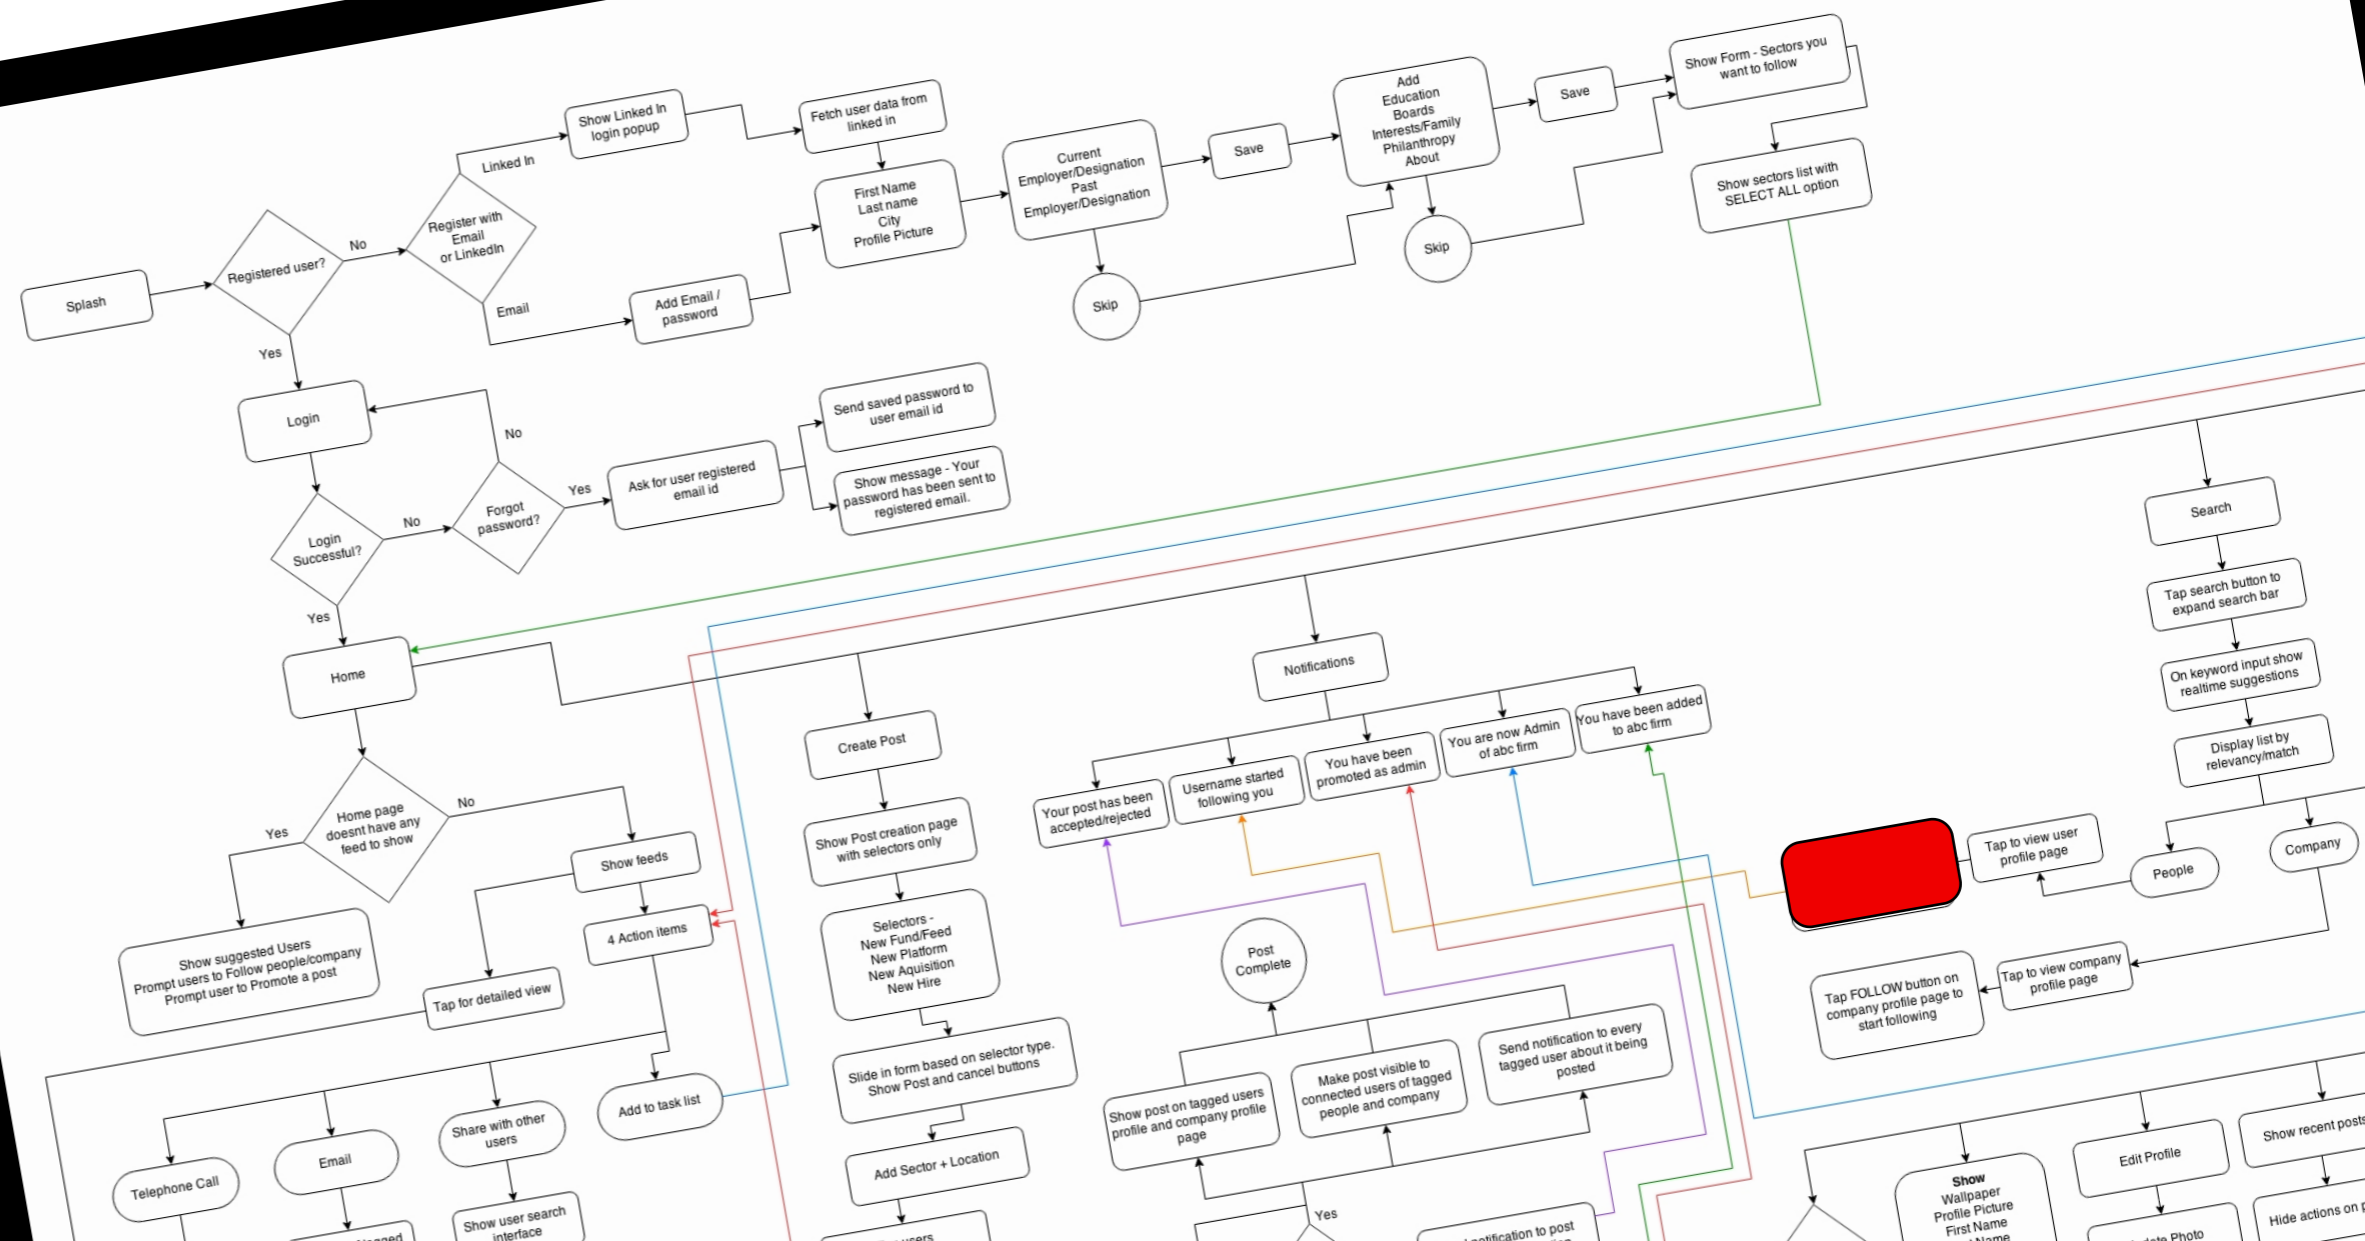 Show Form - Sectors you
want to follow
Add
Education
Boards
Interests/Family
Philanthropy
About
Save
Show Linked In
login popup
Fetch user data from
linked in
Linked In
Current
Employer/Designation
Past
Employer/Designation
Save
Show sectors list with
SELECT ALL option
First Name
Last name
City
Profile Picture
Register with
Email
or LinkedIn
No
Registered user?
Splash
Skip
Skip
Add Email /
password
Email
Yes
Login
No
Send saved password to
user email id
Show message - Your
password has been sent to
registered email.
Ask for user registered
email id
Yes
Forgot
password?
No
Login
Successful?
Yes
Home
Search
Tap search button to
expand search bar
On keyword input show
realtime suggestions
Display list by
relevancy/match
Notifications
You have been added
to abc firm
You are now Admin
of abc firm
You have been
promoted as admin
Username started
following you
Your post has been
accepted/rejected
Create Post
Show Post creation page
with selectors only
Selectors -
New Fund/Feed
New Platform
New Aquisition
New Hire
Slide in form based on selector type.
Show Post and cancel buttons
Add Sector + Location
users
Home page
doesnt have any
feed to show
No
Yes
Show feeds
4 Action items
Show suggested Users
Prompt users to Follow people/company
Prompt user to Promote a post
Tap for detailed view
Add to task list
Share with other
users
Email
Telephone Call
Show user search
interface
Tap to view user
profile page
People
Company
Tap to view company
profile page
Tap FOLLOW button on
company profile page to
start following
Post
Complete
Send notification to every
tagged user about it being
posted
Make post visible to
connected users of tagged
people and company
Show post on tagged users
profile and company profile
page
Yes
notification to post
Show recent posts
Edit Profile
Show
Wallpaper
Profile Picture
First Name
Name
Photo
Hide actions on